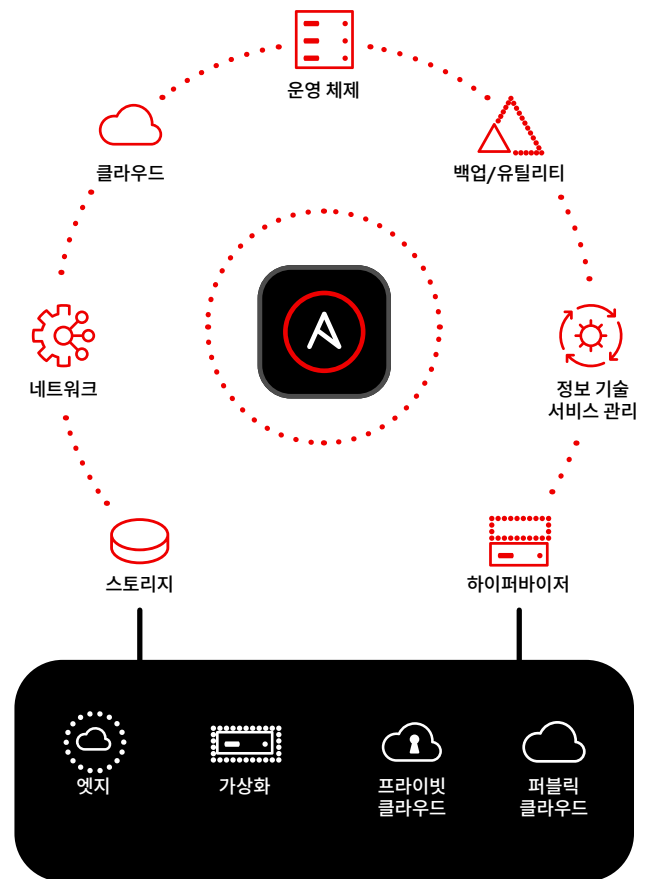 운영 체제
클라우드
백업/유틸리티
네트워크
정보 기술
서비스 관리
스토리지
하이퍼바이저
엣지
가상화
프라이빗
클라우드
퍼블릭
클라우드